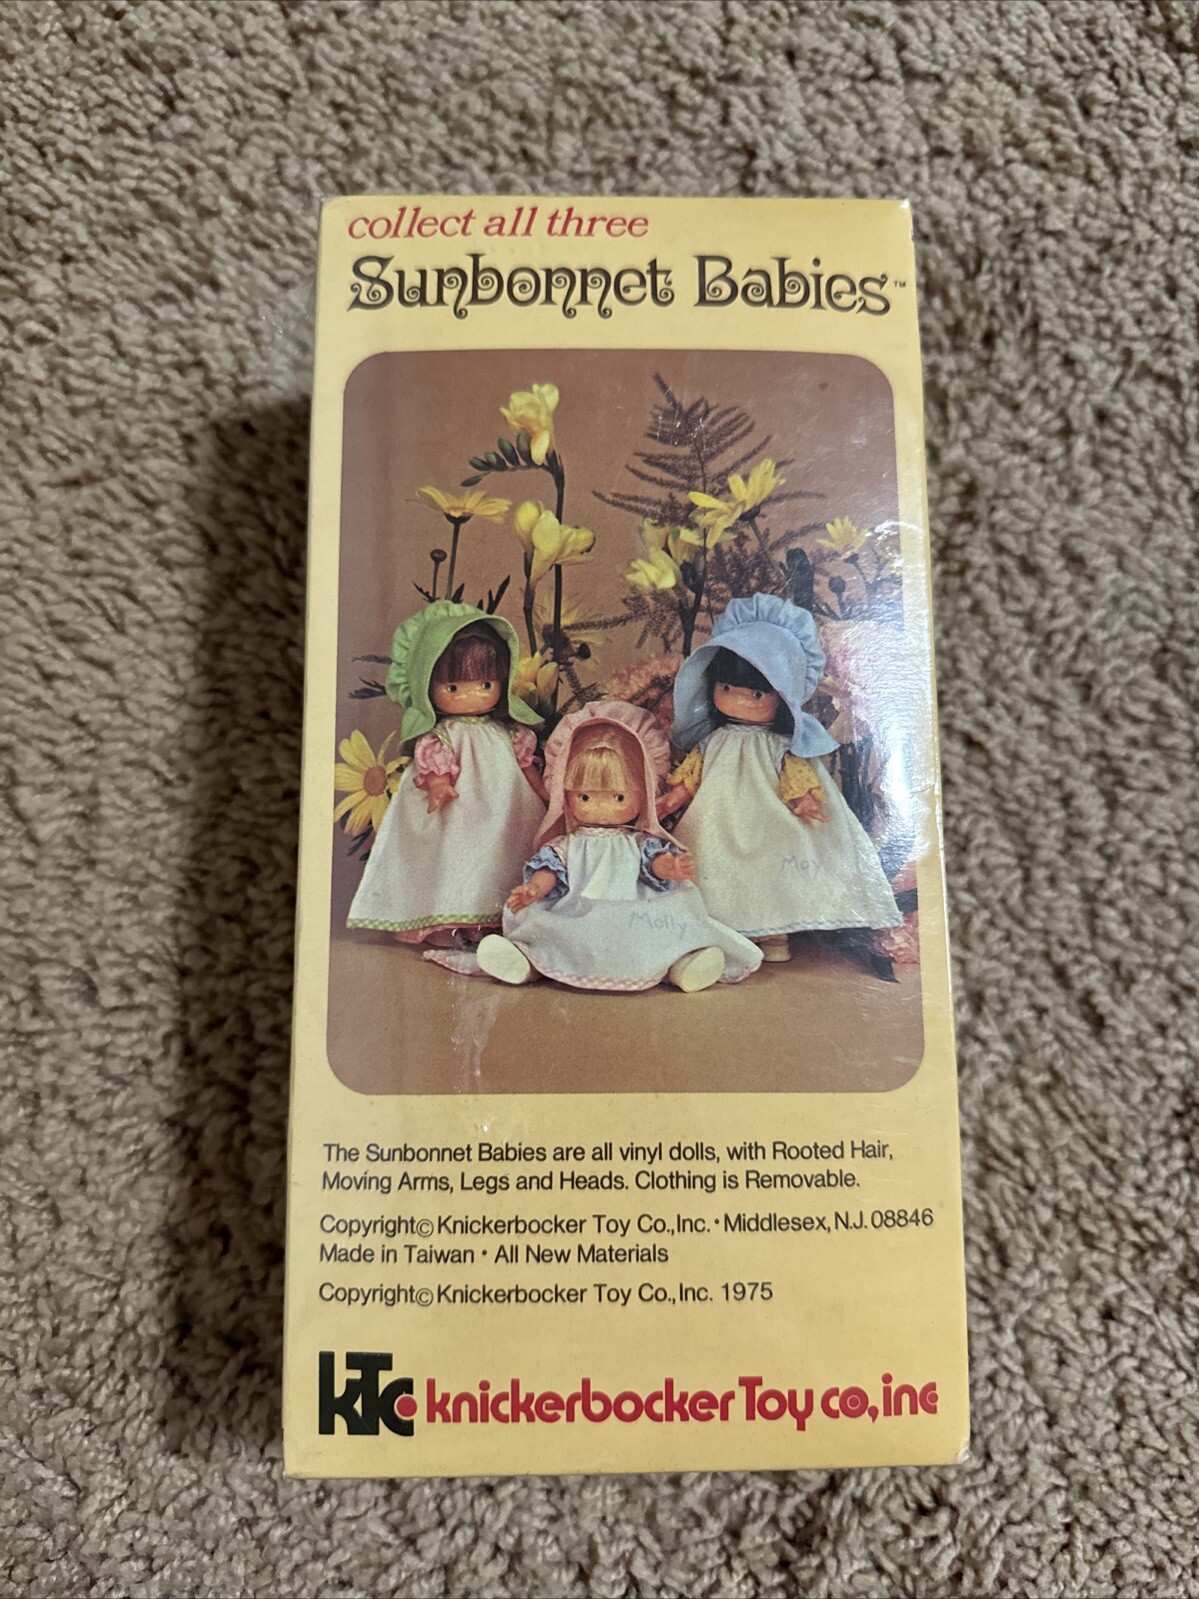 collect all three
Sunbonnet Babies™
Moy
Molly
The Sunbonnet Babies are all vinyl dolls, with Rooted Hair,
Moving Arms, Legs and Heads. Clothing is Removable.
Copyright© Knickerbocker Toy Co., Inc. • Middlesex, N.J. 08846
Made in Taiwan • All New Materials
Copyright© Knickerbocker Toy Co., Inc. 1975
KTC knickerbocker Toy co, inc